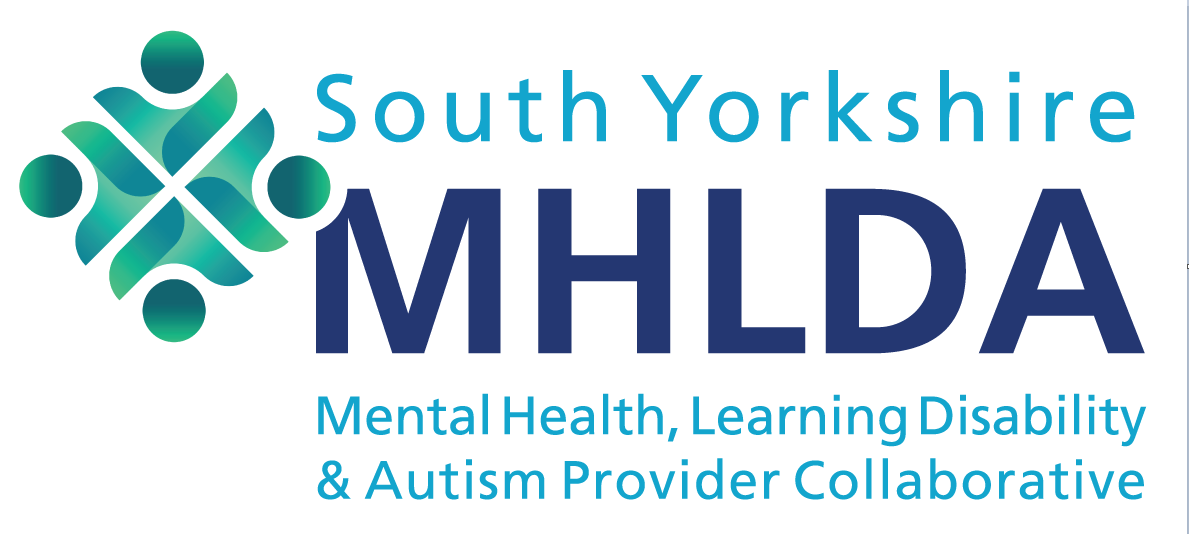 South Yorkshire
MHLDA
Mental Health, Learning Disability
& Autism Provider Collaborative